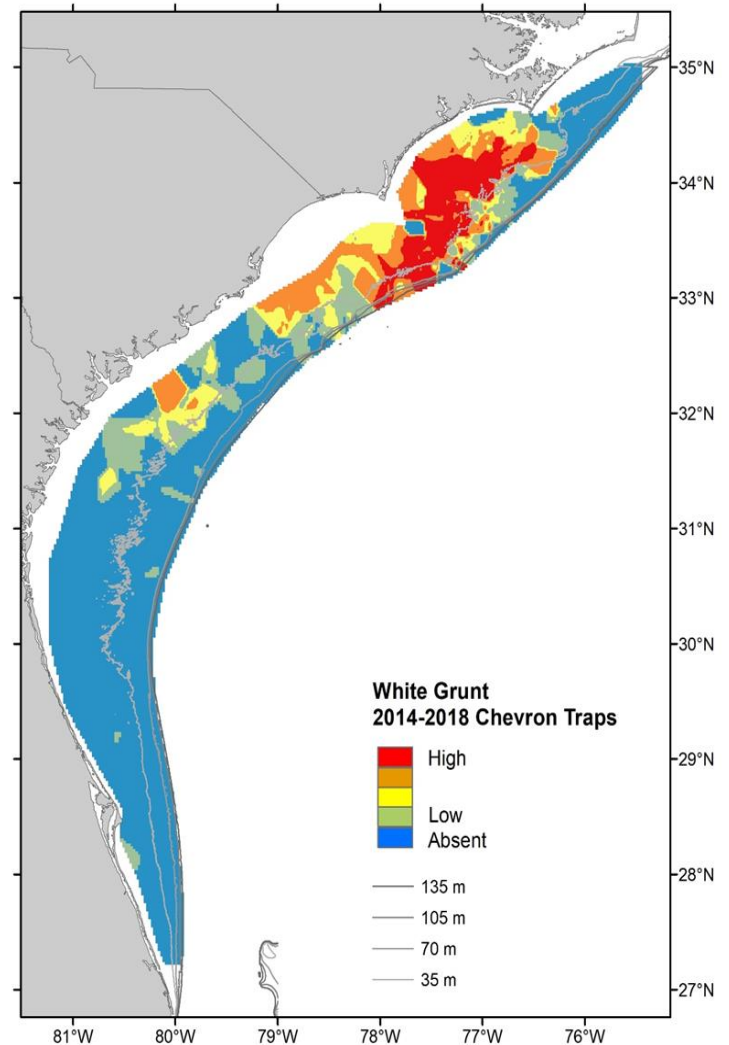 35°N
34°N
33°N
32°N
31°N
30°N
White Grunt
2014-2018 Chevron Traps
29°N
High
Low
Absent
28°N
135 m
105 m
70 m
35 m
27°N
81°W 80°W 79°W 78°W 77°W 76°W